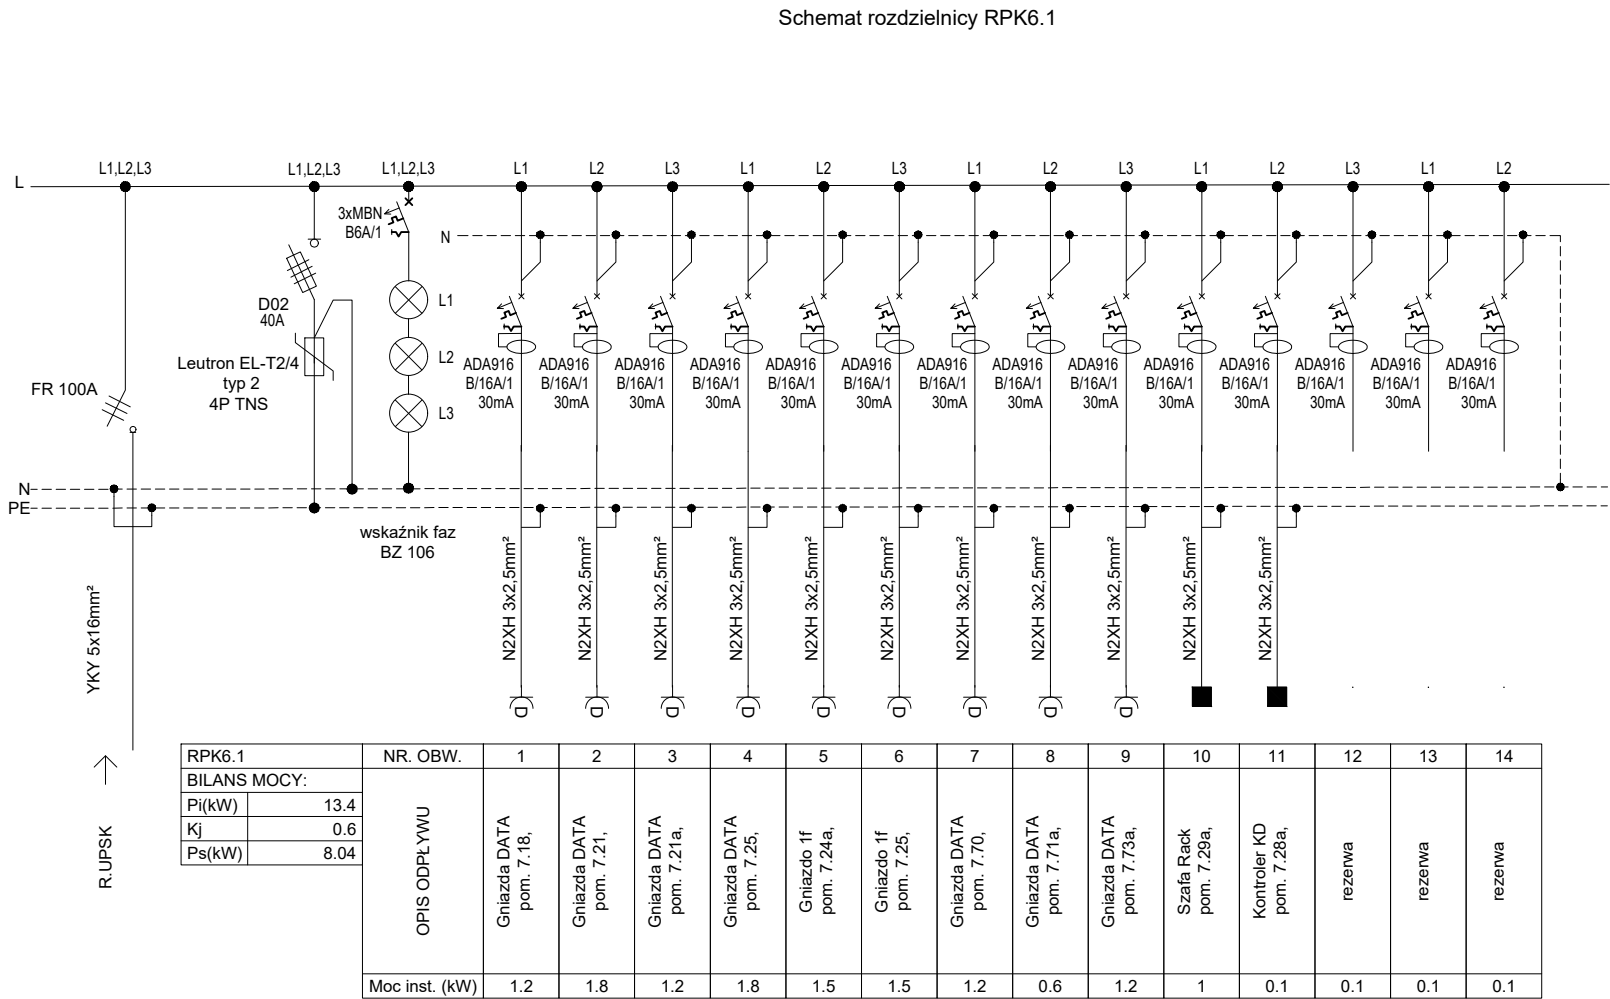 Schemat rozdzielnicy RPK6.1
L1,L2,L3
L1,L2,L3
L1,L2,L3
L1
L2
L3
L1
L2
L3
L1
L2
L3
L1
L2
L3
L1
L2
L
3xMBN
B6A/1
N
L1
L2
L3
D02
40A
Leutron EL-T2/4
typ 2
4P TNS
FR 100A
ADA916
B/16A/1
30mA
ADA916
B/16A/1
30mA
ADA916
B/16A/1
30mA
ADA916
B/16A/1
30mA
ADA916
B/16A/1
30mA
ADA916
B/16A/1
30mA
ADA916
B/16A/1
30mA
ADA916
B/16A/1
30mA
ADA916
B/16A/1
30mA
ADA916
B/16A/1
30mA
ADA916
B/16A/1
30mA
ADA916
B/16A/1
30mA
ADA916
B/16A/1
30mA
ADA916
B/16A/1
30mA
N
PE
wskaźnik faz
BZ 106
YKY 5x16mm²
N2XH 3x2,5mm²
N2XH 3x2,5mm²
N2XH 3x2,5mm²
N2XH 3x2,5mm²
N2XH 3x2,5mm²
N2XH 3x2,5mm²
N2XH 3x2,5mm²
N2XH 3x2,5mm²
N2XH 3x2,5mm²
N2XH 3x2,5mm²
N2XH 3x2,5mm²
D
D
D
D
D
D
D
D
D
R.UPSK
RPK6.1
BILANS MOCY:
Pi(kW) 13.4
Kj 0.6
Ps(kW) 8.04
NR. OBW. 1 2 3 4 5 6 7 8 9 10 11 12 13 14
OPIS ODPŁYWU
Gniazda DATA
pom. 7.18,
Gniazda DATA
pom. 7.21,
Gniazda DATA
pom. 7.21a,
Gniazda DATA
pom. 7.25,
Gniazdo 1f
pom. 7.24a,
Gniazdo 1f
pom. 7.25,
Gniazda DATA
pom. 7.70,
Gniazda DATA
pom. 7.71a,
Gniazda DATA
pom. 7.73a,
Szafa Rack
pom. 7.29a,
Kontroler KD
pom. 7.28a,
rezerwa
rezerwa
rezerwa
Moc inst. (kW) 1.2 1.8 1.2 1.8 1.5 1.5 1.2 0.6 1.2 1 0.1 0.1 0.1 0.1